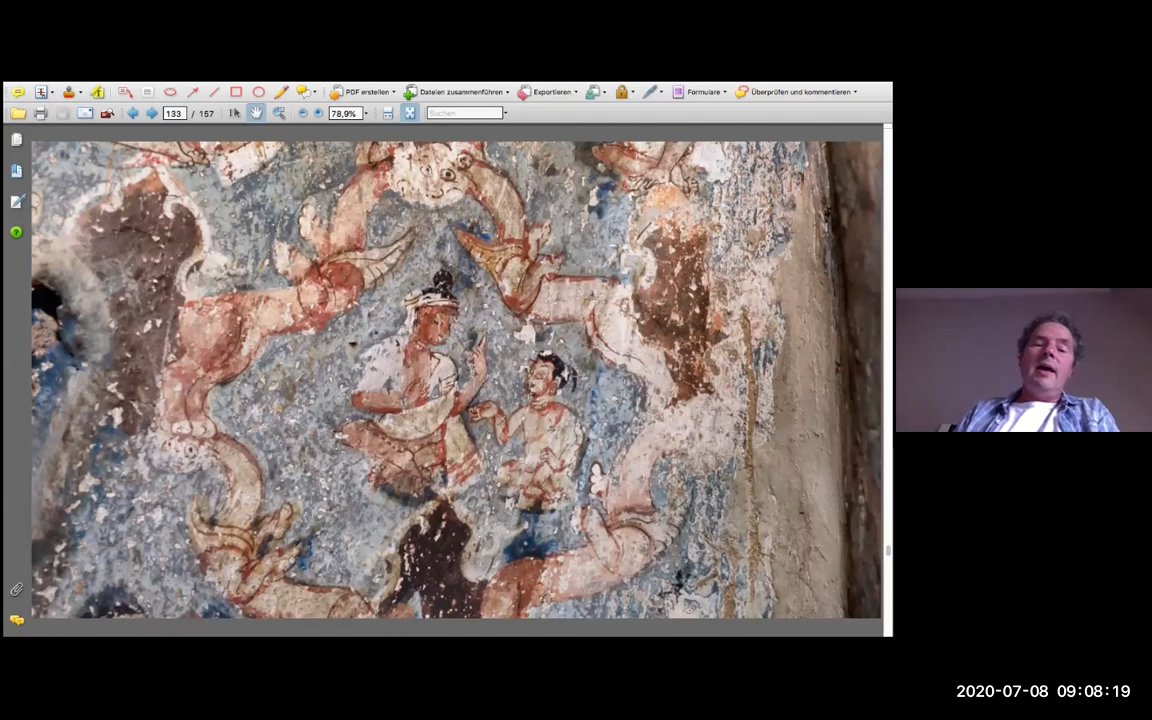 PDF erstellen Dateien zusammenführen Exportieren Formulare Überprüfen und kommentieren
133 / 157 78,9% Suchen
2020-07-08 09:08:19